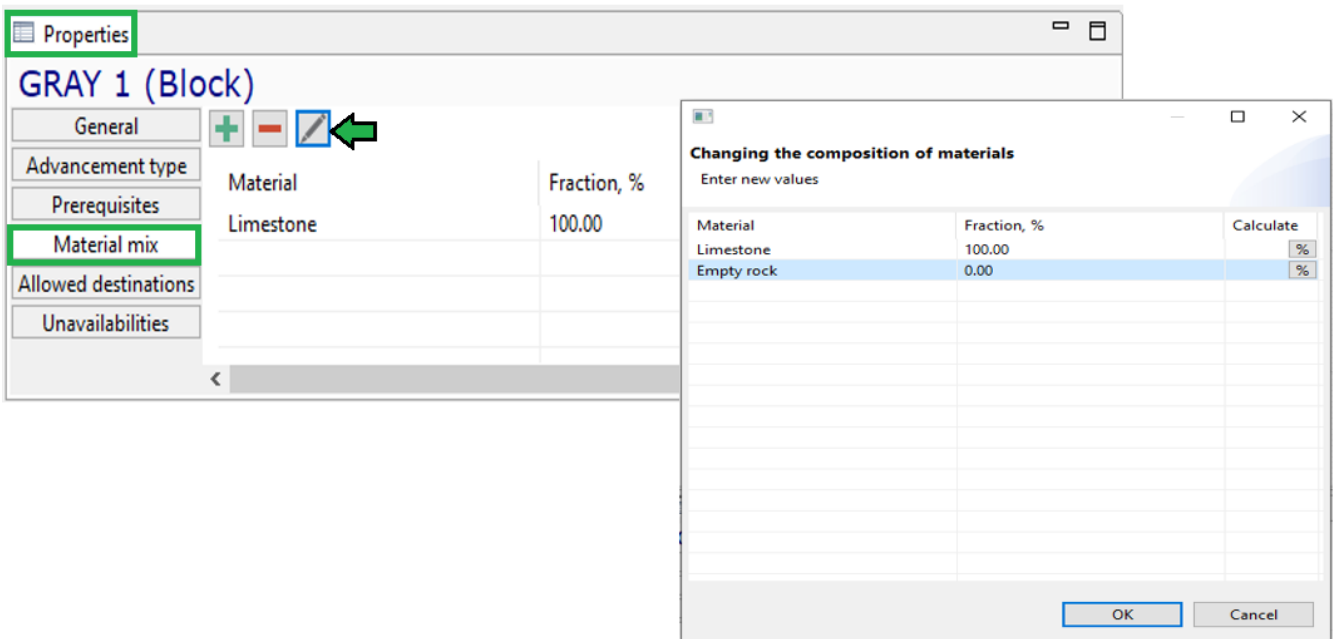 Properties
GRAY 1 (Block)
General
Advancement type
Prerequisites
Material mix
Allowed destinations
Unavailabilities
Material Fraction, %
Limestone 100.00
Changing the composition of materials
Enter new values
Material Fraction, % Calculate
Limestone 100.00 %
Empty rock 0.00 %
OK Cancel